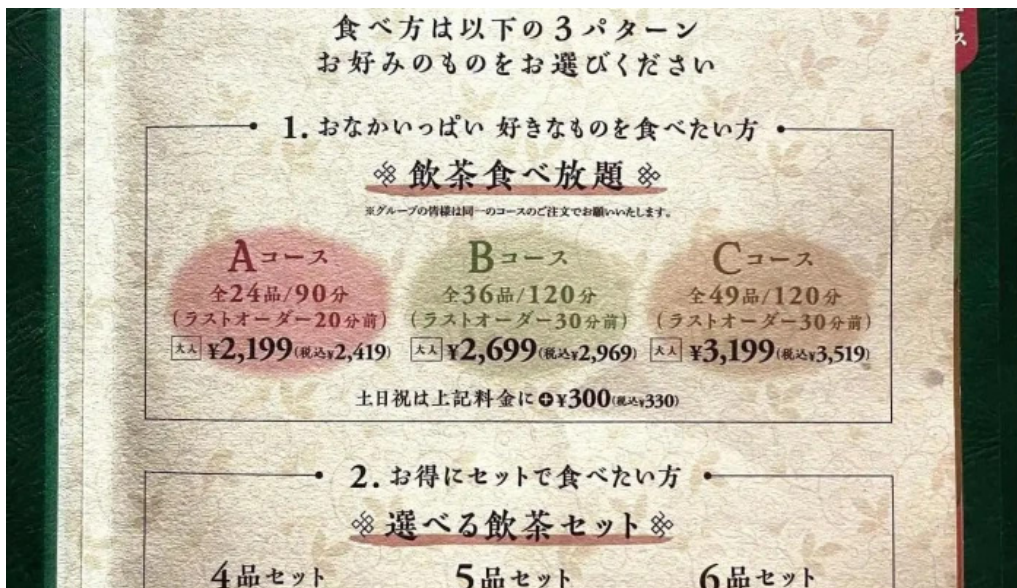 コース
食べ方は以下の3パターン
お好みのものをお選びください
1. おなかいっぱい 好きなものを食べたい方
飲茶食べ放題
※グループの皆様は同一のコースのご注文でお願いいたします。
Aコース
全24品/90分
(ラストオーダー20分前)
大人 ¥2,199(税込¥2,419)
Bコース
全36品/120分
(ラストオーダー30分前)
大人 ¥2,699(税込¥2,969)
Cコース
全49品/120分
(ラストオーダー30分前)
大人 ¥3,199(税込¥3,519)
土日祝は上記料金に+¥300(税込¥330)
2. お得にセットで食べたい方
選べる飲茶セット
4品セット
5品セット
6品セット